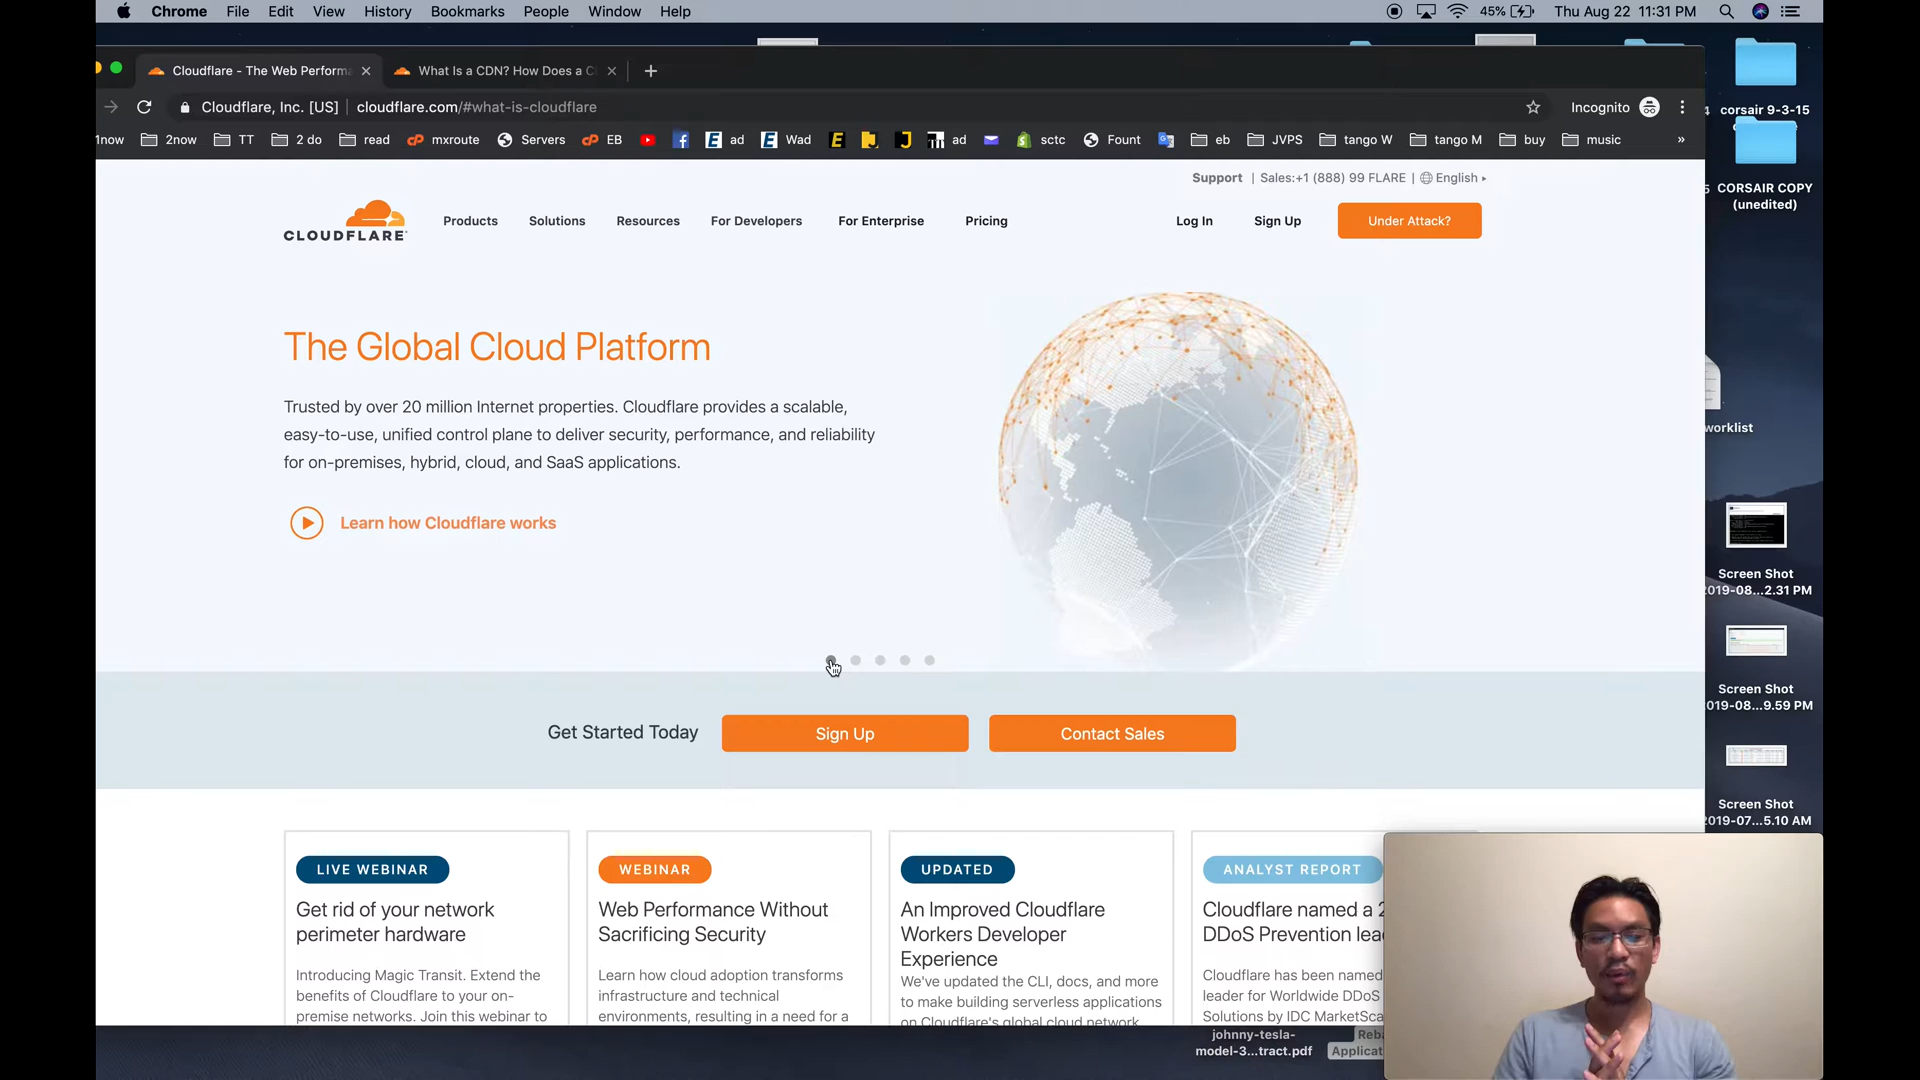 Chrome File Edit View History Bookmarks People Window Help
45% Thu Aug 22 11:31 PM
Cloudflare - The Web Performa
What Is a CDN? How Does a C
Cloudflare, Inc. [US] | cloudflare.com/#what-is-cloudflare
Incognito
1now 2now TT 2 do read mxroute Servers EB ad Wad ad sctc Fount eb JVPS tango W tango M buy music »
Support | Sales:+1 (888) 99 FLARE | English
CLOUDFLARE
Products Solutions Resources For Developers For Enterprise Pricing Log In Sign Up Under Attack?
The Global Cloud Platform
Trusted by over 20 million Internet properties. Cloudflare provides a scalable,
easy-to-use, unified control plane to deliver security, performance, and reliability
for on-premises, hybrid, cloud, and SaaS applications.
Learn how Cloudflare works
Get Started Today Sign Up Contact Sales
LIVE WEBINAR
Get rid of your network
perimeter hardware
Introducing Magic Transit. Extend the
benefits of Cloudflare to your on-
premise networks. Join this webinar to
WEBINAR
Web Performance Without
Sacrificing Security
Learn how cloud adoption transforms
infrastructure and technical
environments, resulting in a need for a
UPDATED
An Improved Cloudflare
Workers Developer
Experience
We've updated the CLI, docs, and more
to make building serverless applications
on Cloudflare's global cloud network
ANALYST REPORT
Cloudflare named a 2
DDoS Prevention lea
Cloudflare has been named
leader for Worldwide DDoS
Solutions by IDC MarketSca
corsair 9-3-15
CORSAIR COPY
(unedited)
worklist
Screen Shot
2019-08...2.31 PM
Screen Shot
2019-08...9.59 PM
Screen Shot
2019-07...5.10 AM
johnny-tesla-
model-3...tract.pdf
Reb
Applicat